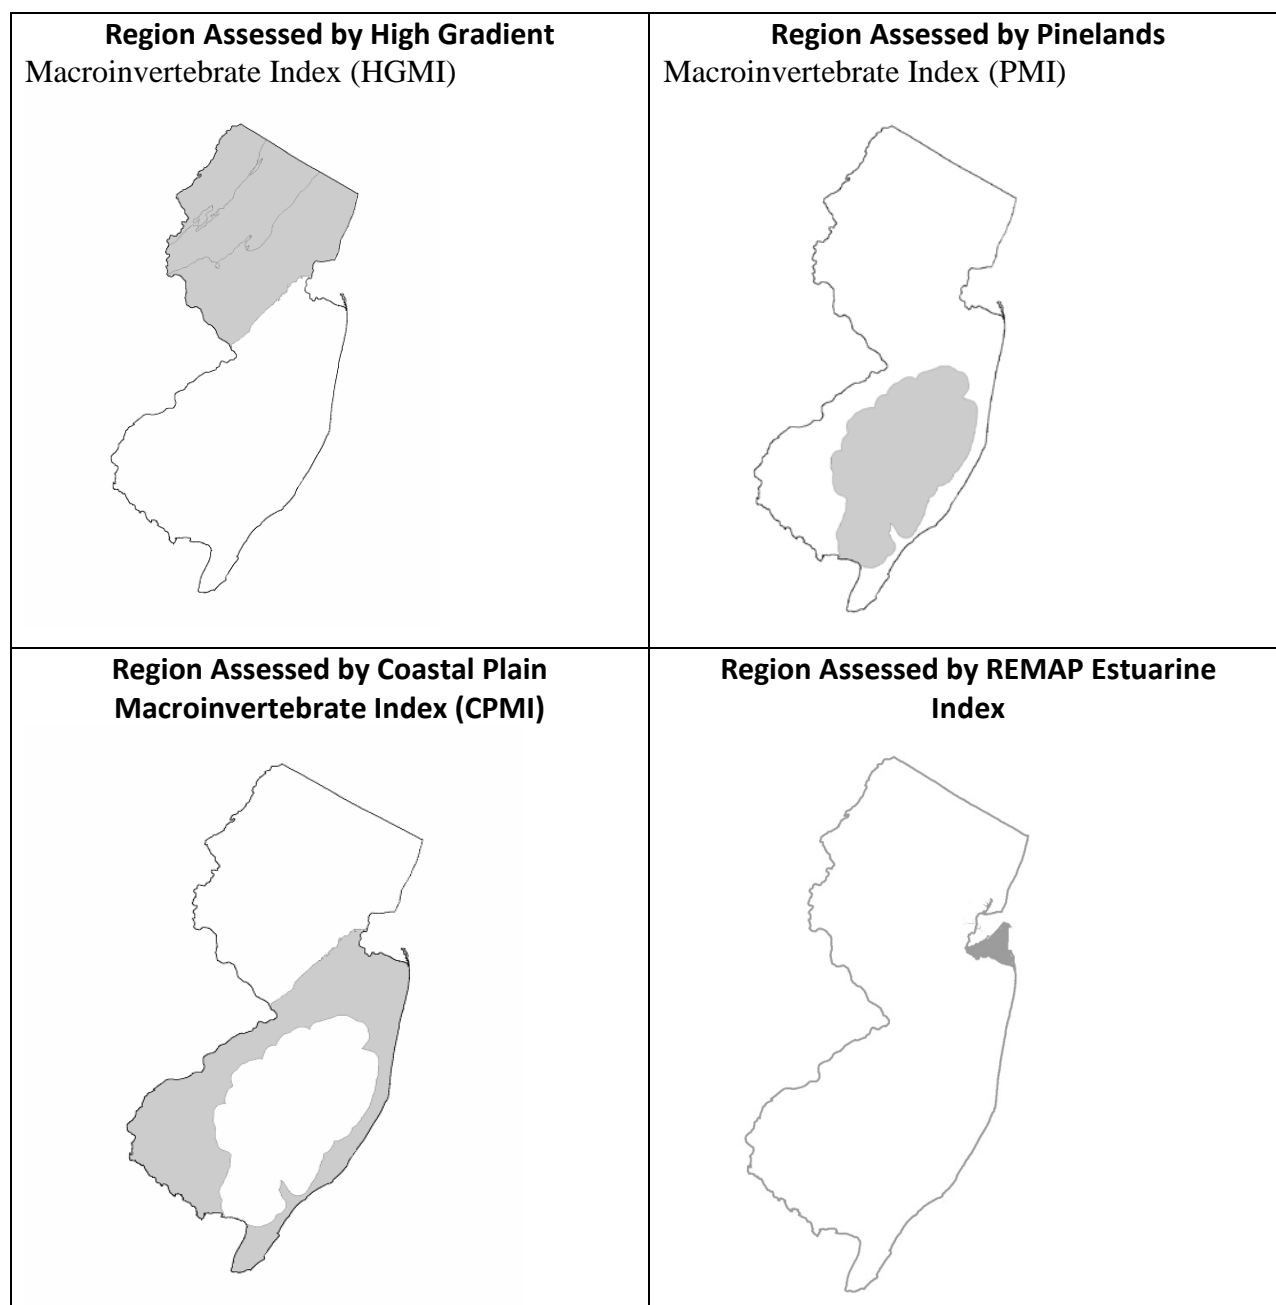 Region Assessed by High Gradient
Macroinvertebrate Index (HGMI)
Region Assessed by Pinelands
Macroinvertebrate Index (PMI)
Region Assessed by Coastal Plain
Macroinvertebrate Index (CPMI)
Region Assessed by REMAP Estuarine
Index